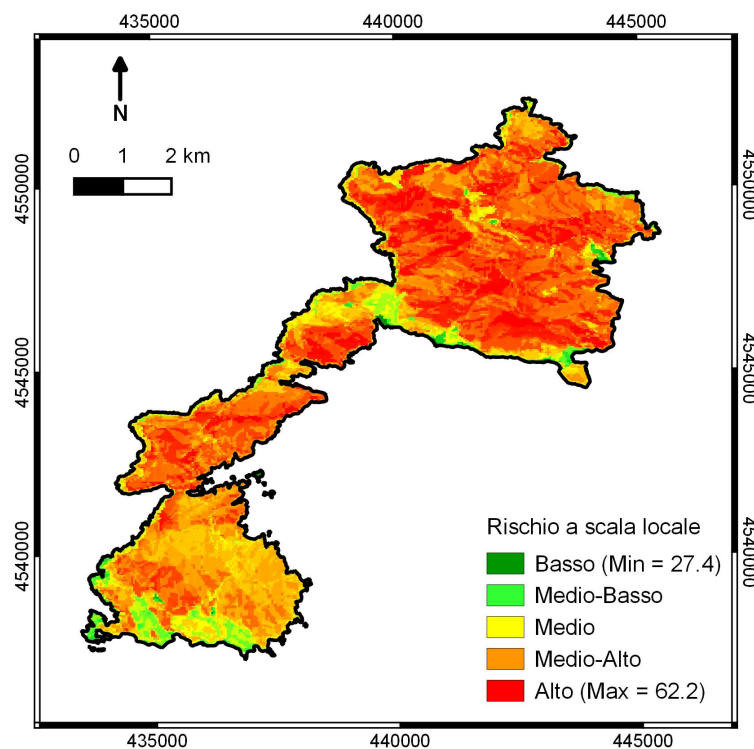 435000 440000 445000
N
0 1 2 km
4550000 4550000
4545000 4545000
4540000 4540000
Rischio a scala locale
Basso (Min = 27.4)
Medio-Basso
Medio
Medio-Alto
Alto (Max = 62.2)
435000 440000 445000